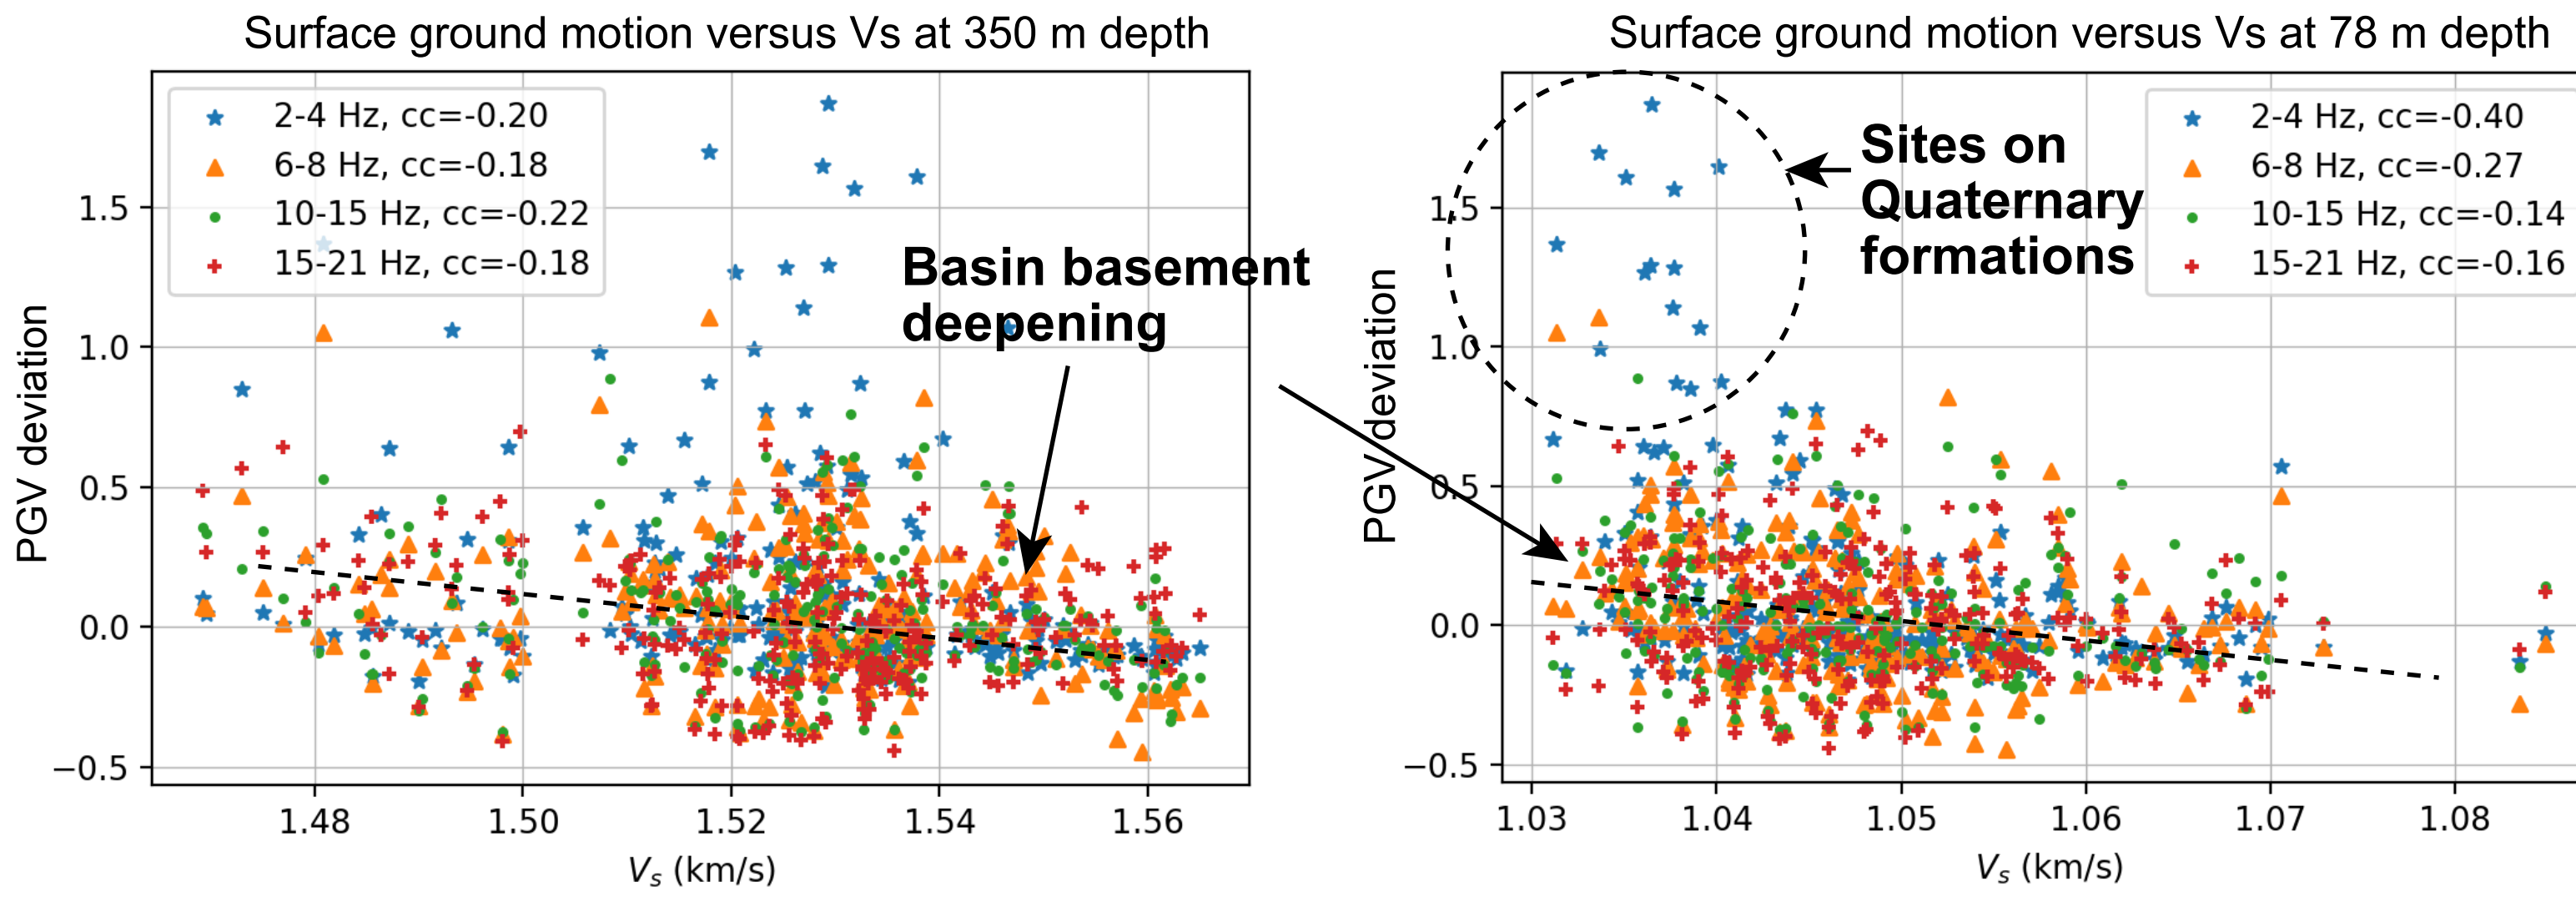 Surface ground motion versus Vs at 350 m depth
2-4 Hz, cc=-0.20
6-8 Hz, cc=-0.18
10-15 Hz, cc=-0.22
15-21 Hz, cc=-0.18
Basin basement
deepening
PGV deviation
1.5
1.0
0.5
0.0
−0.5
1.48
1.50
1.52
1.54
1.56
Vs (km/s)
Surface ground motion versus Vs at 78 m depth
Sites on
Quaternary
formations
2-4 Hz, cc=-0.40
6-8 Hz, cc=-0.27
10-15 Hz, cc=-0.14
15-21 Hz, cc=-0.16
PGV deviation
1.5
1.0
0.5
0.0
−0.5
1.03
1.04
1.05
1.06
1.07
1.08
Vs (km/s)